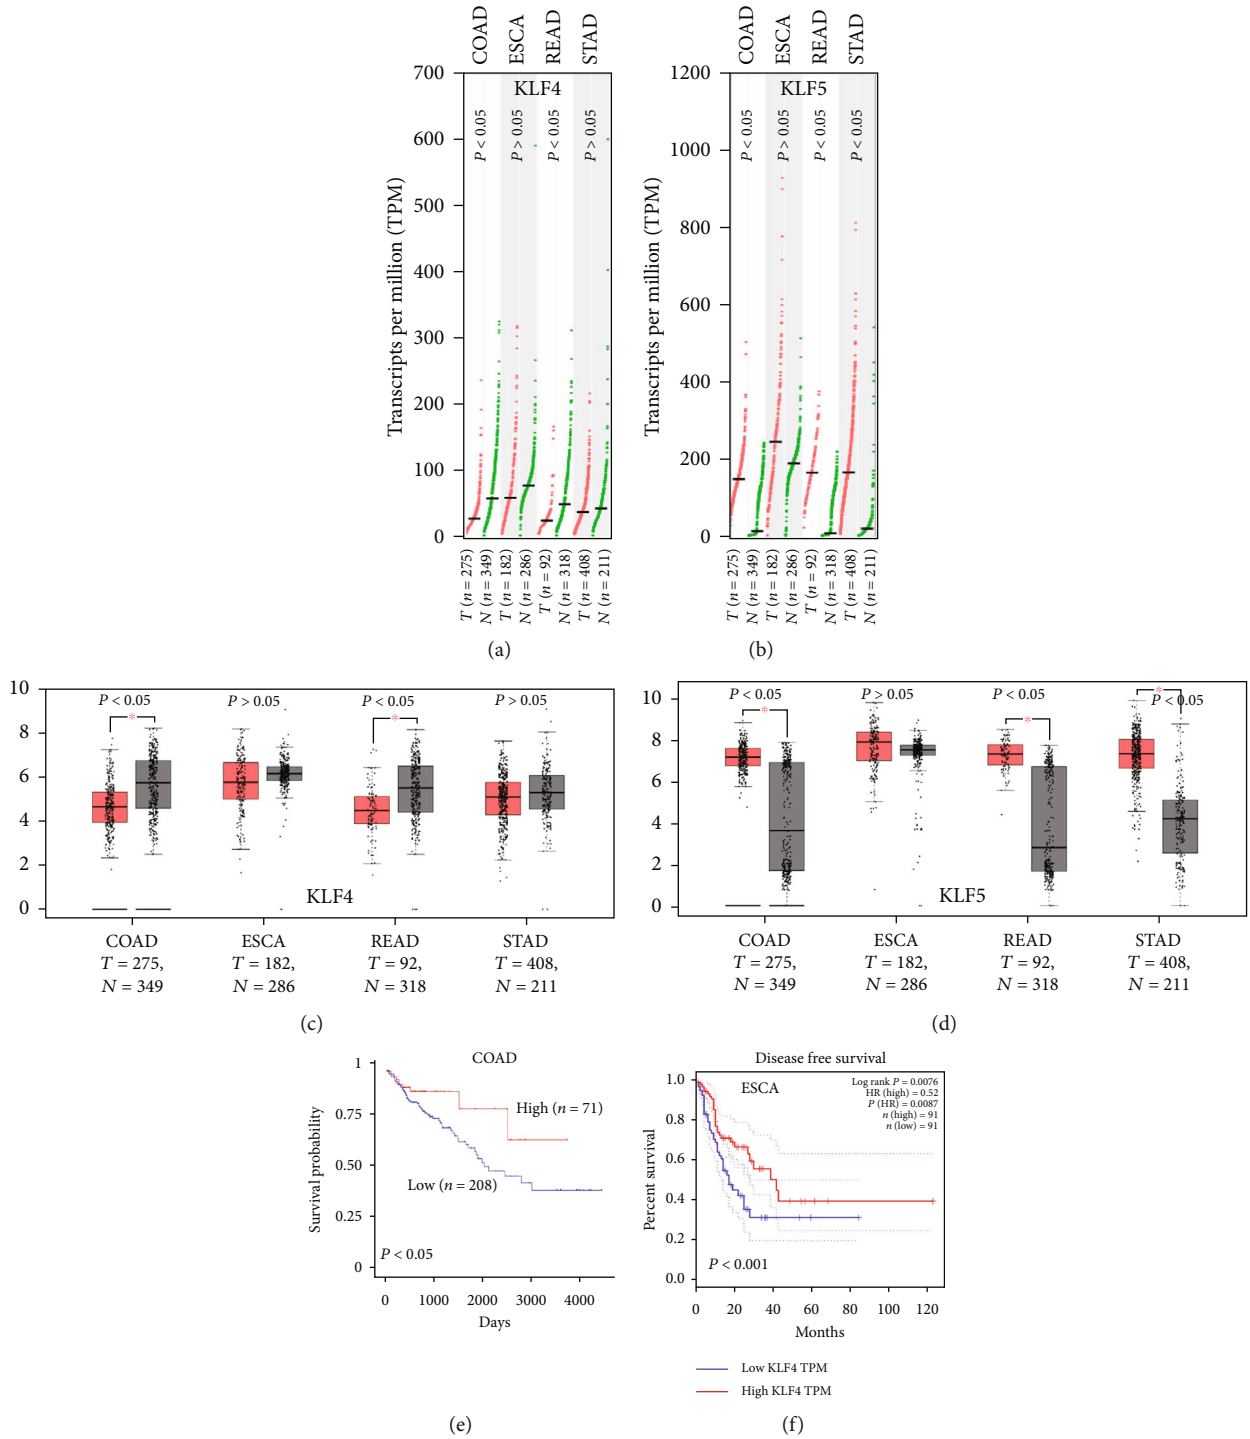 COAD
ESCA
READ
STAD
COAD
ESCA
READ
STAD
700
600
500
400
300
200
100
0
Transcripts per million (TPM)
KLF4
P < 0.05
P > 0.05
P < 0.05
P > 0.05
T (n = 275)
N (n = 349)
T (n = 182)
N (n = 286)
T (n = 92)
N (n = 318)
T (n = 408)
N (n = 211)
(a)
1200
1000
800
600
400
200
0
Transcripts per million (TPM)
KLF5
P < 0.05
P > 0.05
P < 0.05
P < 0.05
T (n = 275)
N (n = 349)
T (n = 182)
N (n = 286)
T (n = 92)
N (n = 318)
T (n = 408)
N (n = 211)
(b)
10
8
6
4
2
0
P < 0.05
P > 0.05
P < 0.05
P > 0.05
*
*
KLF4
COAD
T = 275,
N = 349
ESCA
T = 182,
N = 286
READ
T = 92,
N = 318
STAD
T = 408,
N = 211
(c)
10
8
6
4
2
0
P < 0.05
P > 0.05
P < 0.05
P < 0.05
*
*
*
KLF5
COAD
T = 275,
N = 349
ESCA
T = 182,
N = 286
READ
T = 92,
N = 318
STAD
T = 408,
N = 211
(d)
COAD
1
0.75
0.50
0.25
0
Survival probability
High (n = 71)
Low (n = 208)
P < 0.05
0 1000 2000 3000 4000
Days
(e)
Disease free survival
ESCA
Log rank P = 0.0076
HR (high) = 0.52
P (HR) = 0.0087
n (high) = 91
n (low) = 91
1.0
0.8
0.6
0.4
0.2
0.0
Percent survival
P < 0.001
0 20 40 60 80 100 120
Months
Low KLF4 TPM
High KLF4 TPM
(f)